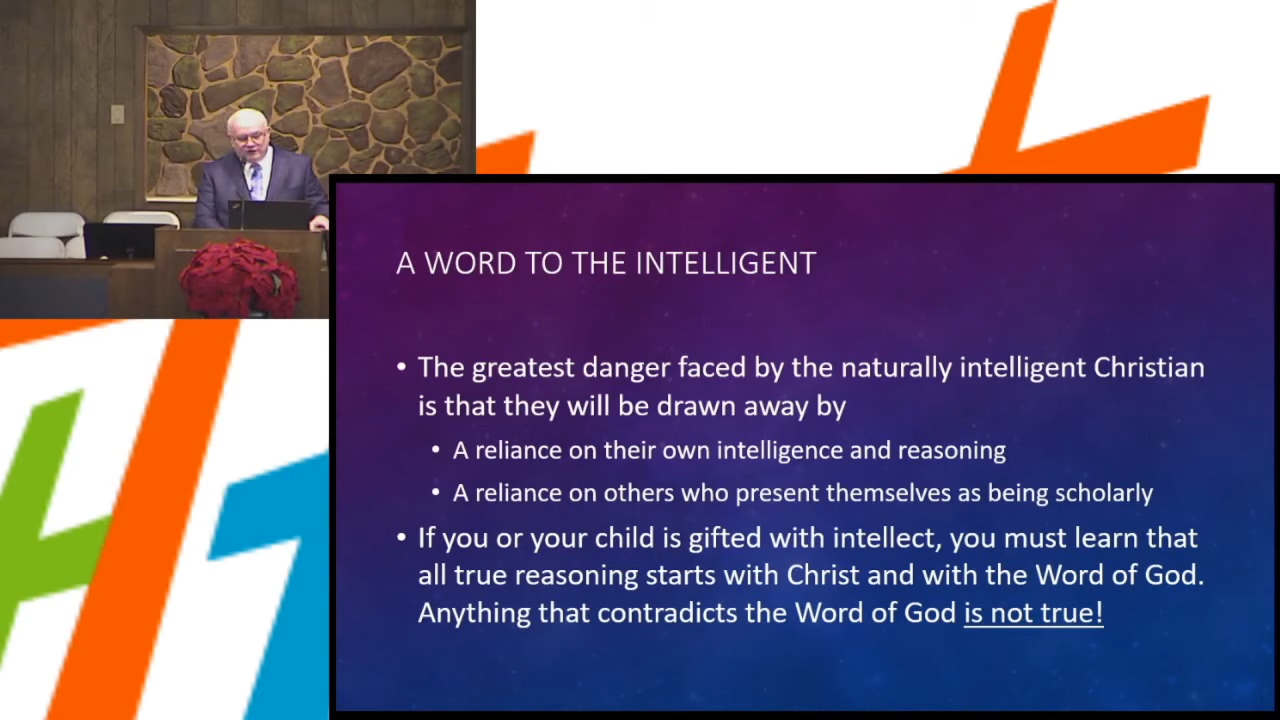 A WORD TO THE INTELLIGENT
• The greatest danger faced by the naturally intelligent Christian
is that they will be drawn away by
• A reliance on their own intelligence and reasoning
• A reliance on others who present themselves as being scholarly
• If you or your child is gifted with intellect, you must learn that
all true reasoning starts with Christ and with the Word of God.
Anything that contradicts the Word of God is not true!